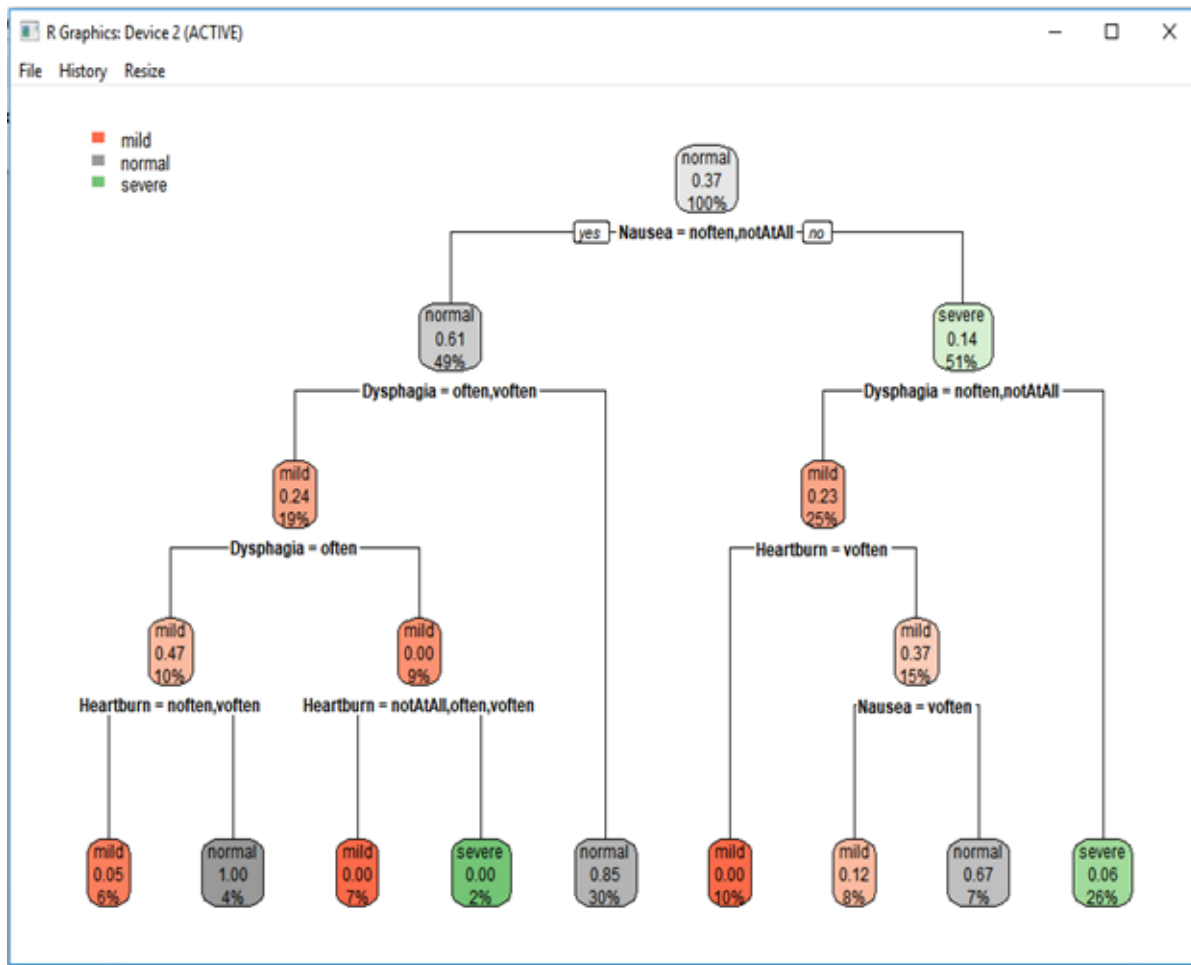 R Graphics: Device 2 (ACTIVE)
File History Resize
mild
normal
severe
normal
0.37
100%
yes Nausea = noften,notAtAll no
normal
0.61
49%
severe
0.14
51%
Dysphagia = often,voften
Dysphagia = noften,notAtAll
mild
0.24
19%
mild
0.23
25%
Dysphagia = often
Heartburn = voften
mild
0.47
10%
mild
0.00
9%
mild
0.37
15%
Heartburn = noften,voften
Heartburn = notAtAll,often,voften
Nausea = voften
mild
0.05
6%
normal
1.00
4%
mild
0.00
7%
severe
0.00
2%
normal
0.85
30%
mild
0.00
10%
mild
0.12
8%
normal
0.67
7%
severe
0.06
26%